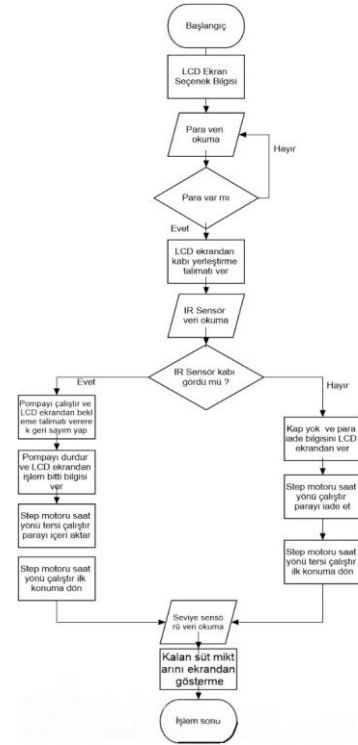 Başlangıç
LCD Ekran
Seçenek Bilgisi
Para veri
okuma
Hayır
Para var mı
Evet
LCD ekrandan
kabı yerleştirme
talimatı ver
IR Sensör
veri okuma
IR Sensör kabı
gördü mü ?
Evet
Hayır
Pompayı çalıştır ve
LCD ekrandan bekl
eme talimatı verere
k geri sayım yap
Pompayı durdur
ve LCD ekrandan
işlem bitti bilgisi
ver
Step motoru saat
yönü tersi çalıştır
parayı içeri aktar
Step motoru saat
yönü çalıştır ilk
konuma dön
Kap yok ve para
iade bilgisini LCD
ekrandan ver
Step motoru saat
yönü çalıştır
parayı iade et
Step motoru saat
yönü tersi çalıştır
ilk konuma dön
Seviye sensö
rü veri okuma
Kalan süt mikt
arını ekrandan
gösterme
İşlem sonu